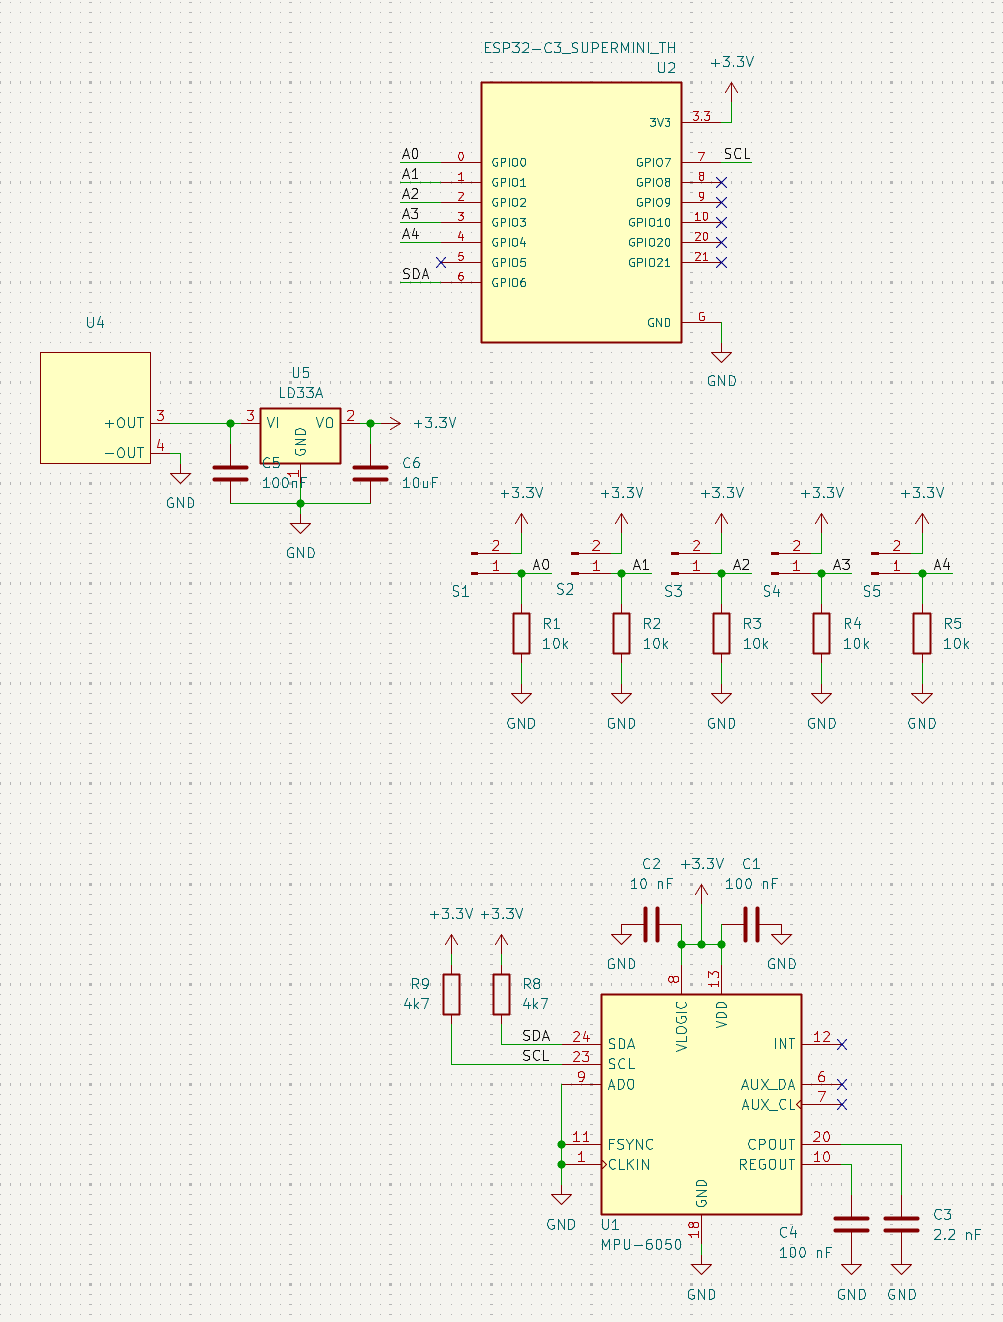 ESP32-C3_SUPERMINI_TH
U2
+3.3V
3V3
3.3
A0
0
GPIO0
GPIO7
7
SCL
A1
1
GPIO1
GPIO8
8
A2
2
GPIO2
GPIO9
9
A3
3
GPIO3
GPIO10
10
A4
4
GPIO4
GPIO20
20
5
GPIO5
GPIO21
21
SDA
6
GPIO6
GND
G
GND
U4
+OUT
3
-OUT
4
GND
U5
LD33A
3
VI
VO
2
GND
1
+3.3V
C5
100nF
C6
10uF
GND
+3.3V
2
1
A0
S1
R1
10k
GND
+3.3V
2
1
A1
S2
R2
10k
GND
+3.3V
2
1
A2
S3
R3
10k
GND
+3.3V
2
1
A3
S4
R4
10k
GND
+3.3V
2
1
A4
S5
R5
10k
GND
C2
10 nF
+3.3V
C1
100 nF
GND
GND
+3.3V
+3.3V
R9
4k7
R8
4k7
8
VLOGIC
13
VDD
SDA
24
SDA
SCL
23
SCL
9
ADO
11
FSYNC
1
CLKIN
GND
INT
12
AUX_DA
6
AUX_CL
7
CPOUT
20
REGOUT
10
GND
18
U1
MPU-6050
GND
C4
100 nF
C3
2.2 nF
GND
GND